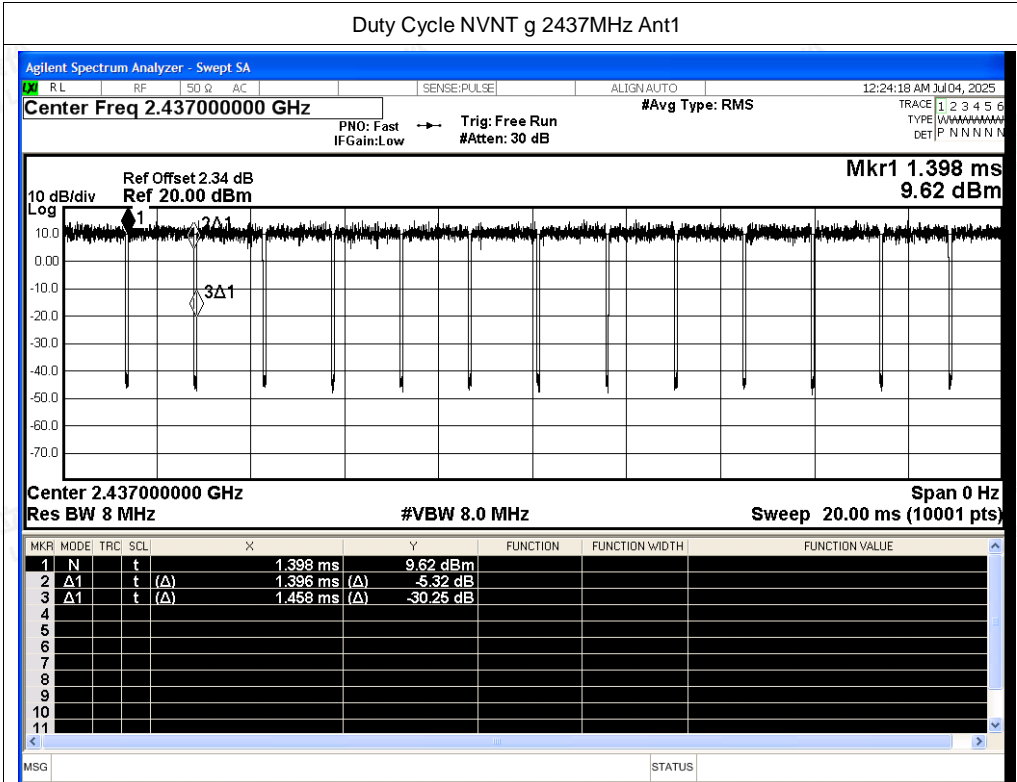 Duty Cycle NVNT g 2437MHz Ant1
Agilent Spectrum Analyzer - Swept SA
LXI RL RF 50 Ω AC SENSE:PULSE ALIGN AUTO 12:24:18 AM Jul 04, 2025
Center Freq 2.437000000 GHz #Avg Type: RMS TRACE 1 2 3 4 5 6
PNO: Fast Trig: Free Run TYPE WWWWWW
IFGain:Low #Atten: 30 dB DET P N N N N N
Mkr1 1.398 ms
Ref Offset 2.34 dB
10 dB/div Ref 20.00 dBm 9.62 dBm
Log
1
2Δ1
10.0
0.00
-10.0
3Δ1
-20.0
-30.0
-40.0
-50.0
-60.0
-70.0
Center 2.437000000 GHz Span 0 Hz
Res BW 8 MHz #VBW 8.0 MHz Sweep 20.00 ms (10001 pts)
MKR MODE TRC SCL X Y FUNCTION FUNCTION WIDTH FUNCTION VALUE
1 N t 1.398 ms 9.62 dBm
2 Δ1 t (Δ) 1.396 ms (Δ) -5.32 dB
3 Δ1 t (Δ) 1.458 ms (Δ) -30.25 dB
4
5
6
7
8
9
10
11
MSG STATUS